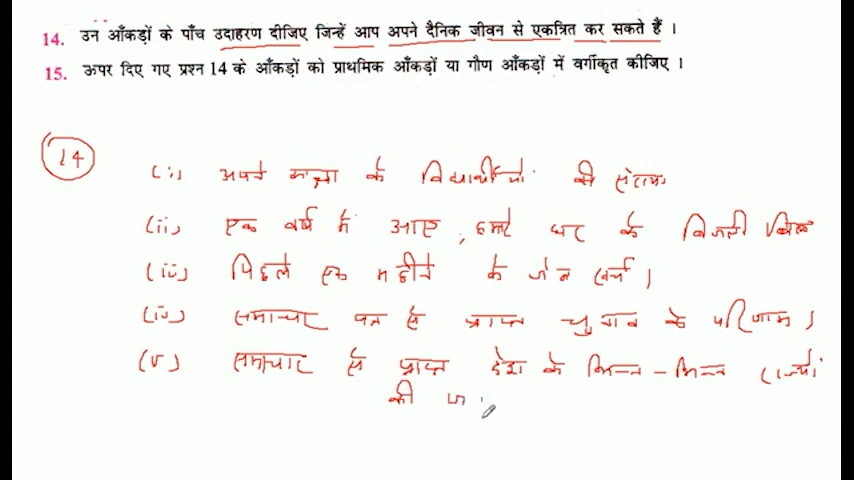 14. उन आँकड़ों के पाँच उदाहरण दीजिए जिन्हें आप अपने दैनिक जीवन से एकत्रित कर सकते हैं ।
15. ऊपर दिए गए प्रश्न 14 के आँकड़ों को प्राथमिक आँकड़ों या गौण आँकड़ों में वर्गीकृत कीजिए ।
14
(i) अपने कक्षा के विद्यार्थीयो की संख्या
(ii) एक वर्ष में आए , हमारे घर के बिजली बिल
(iii) पिछले एक महीने के जेब खर्च ।
(iv) समाचार पत्र से प्राप्त चुनाव के परिणाम ।
(v) समाचार से प्राप्त देश के भिन्न - भिन्न राज्यों
की